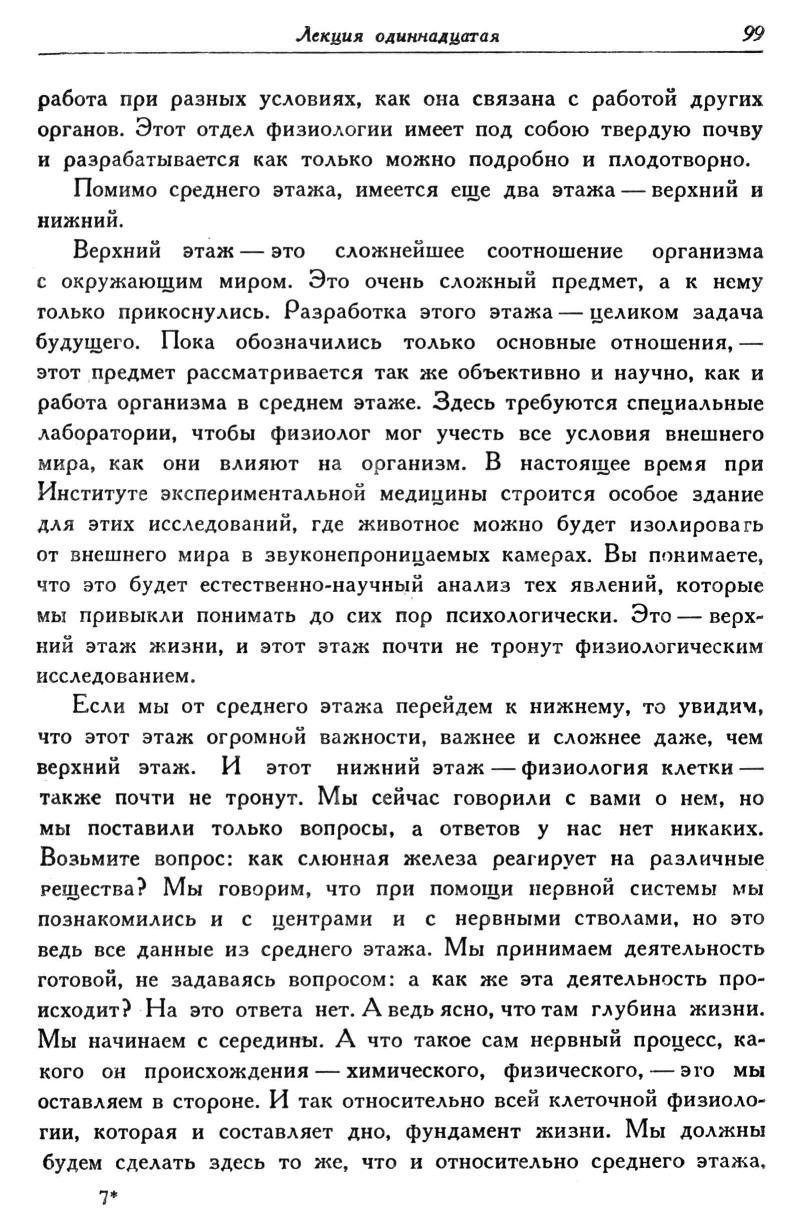 Лекция одиннадцатая 99
работа при разных условиях, как она связана с работой других
органов. Этот отдел физиологии имеет под собою твердую почву
и разрабатывается как только можно подробно и плодотворно.
Помимо среднего этажа, имеется еще два этажа — верхний и
нижний.
Верхний этаж — это сложнейшее соотношение организма
с окружающим миром. Это очень сложный предмет, а к нему
только прикоснулись. Разработка этого этажа — целиком задача
будущего. Пока обозначились только основные отношения, —
этот предмет рассматривается так же объективно и научно, как и
работа организма в среднем этаже. Здесь требуются специальные
лаборатории, чтобы физиолог мог учесть все условия внешнего
мира, как они влияют на организм. В настоящее время при
Институте экспериментальной медицины строится особое здание
для этих исследований, где животное можно будет изолировать
от внешнего мира в звуконепроницаемых камерах. Вы понимаете,
что это будет естественно-научный анализ тех явлений, которые
мы привыкли понимать до сих пор психологически. Это — верх-
ний этаж жизни, и этот этаж почти не тронут физиологическим
исследованием.
Если мы от среднего этажа перейдем к нижнему, то увидим,
что этот этаж огромной важности, важнее и сложнее даже, чем
верхний этаж. И этот нижний этаж — физиология клетки —
также почти не тронут. Мы сейчас говорили с вами о нем, но
мы поставили только вопросы, а ответов у нас нет никаких.
Возьмите вопрос: как слюнная железа реагирует на различные
вещества? Мы говорим, что при помощи нервной системы мы
познакомились и с центрами и с нервными стволами, но это
ведь все данные из среднего этажа. Мы принимаем деятельность
готовой, не задаваясь вопросом: а как же эта деятельность про-
исходит? На это ответа нет. А ведь ясно, что там глубина жизни.
Мы начинаем с середины. А что такое сам нервный процесс, ка-
кого он происхождения — химического, физического, — это мы
оставляем в стороне. И так относительно всей клеточной физиоло-
гии, которая и составляет дно, фундамент жизни. Мы должны
будем сделать здесь то же, что и относительно среднего этажа,
7*